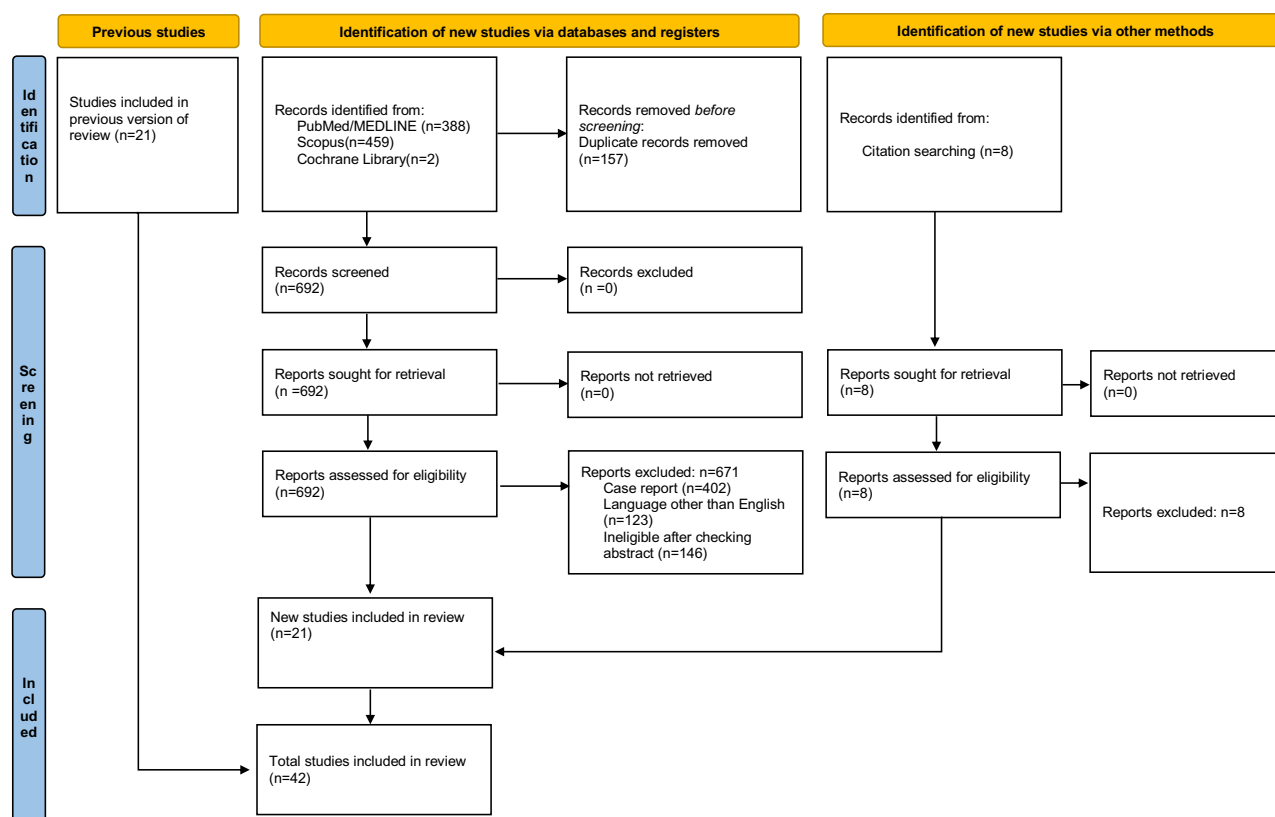 Previous studies
Identification of new studies via databases and registers
Identification of new studies via other methods
Id
en
tifi
ca
tio
n
Studies included in
previous version of
review (n=21)
Records identified from:
PubMed/MEDLINE (n=388)
Scopus(n=459)
Cochrane Library(n=2)
Records removed before
screening:
Duplicate records removed
(n=157)
Records identified from:
Citation searching (n=8)
Sc
re
en
in
g
Records screened
(n=692)
Records excluded
(n =0)
Reports sought for retrieval
(n =692)
Reports not retrieved
(n=0)
Reports sought for retrieval
(n=8)
Reports not retrieved
(n=0)
Reports assessed for eligibility
(n=692)
Reports excluded: n=671
Case report (n=402)
Language other than English
(n=123)
Ineligible after checking
abstract (n=146)
Reports assessed for eligibility
(n=8)
Reports excluded: n=8
In
cl
ud
ed
New studies included in review
(n=21)
Total studies included in review
(n=42)